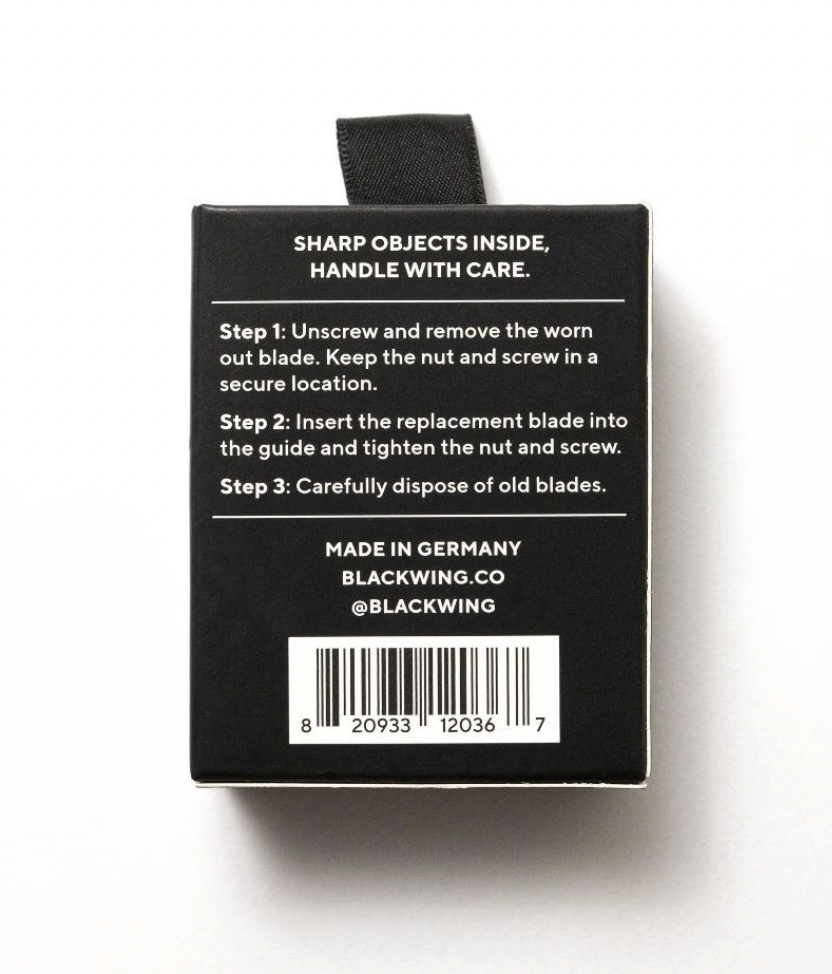 SHARP OBJECTS INSIDE,
HANDLE WITH CARE.
Step 1: Unscrew and remove the worn
out blade. Keep the nut and screw in a
secure location.
Step 2: Insert the replacement blade into
the guide and tighten the nut and screw.
Step 3: Carefully dispose of old blades.
MADE IN GERMANY
BLACKWING.CO
@BLACKWING
8 20933 12036 7